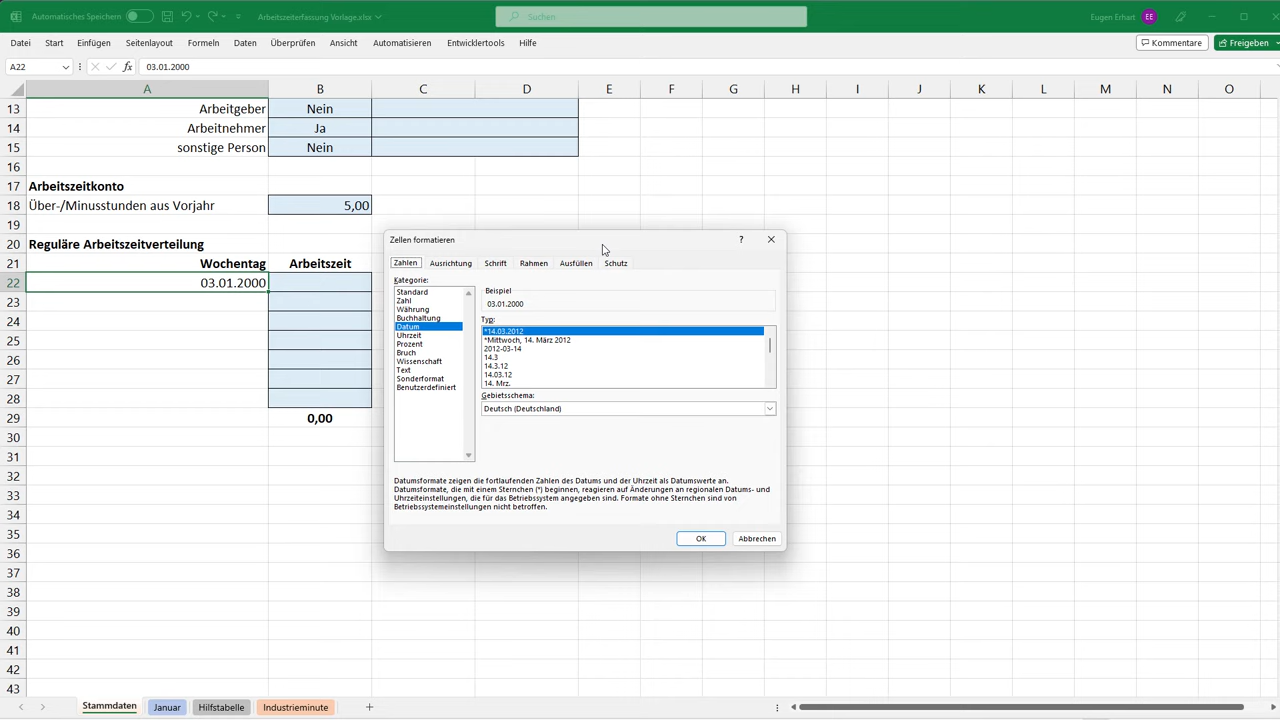 Automatisches Speichern
Arbeitszeiterfassung Vorlage.xlsx
Suchen
Eugen Erhart
EE
Datei Start Einfügen Seitenlayout Formeln Daten Überprüfen Ansicht Automatisieren Entwicklertools Hilfe
Kommentare
Freigeben
A22
fx
03.01.2000
A B C D E F G H I J K L M N O
13 Arbeitgeber Nein
14 Arbeitnehmer Ja
15 sonstige Person Nein
16
17 Arbeitszeitkonto
18 Über-/Minusstunden aus Vorjahr 5,00
19
20 Reguläre Arbeitszeitverteilung
21 Wochentag Arbeitszeit
22 03.01.2000
23
24
25
26
27
28
29 0,00
30
31
32
33
34
35
36
37
38
39
40
41
42
43
Zellen formatieren
?
Zahlen Ausrichtung Schrift Rahmen Ausfüllen Schutz
Kategorie:
Standard
Zahl
Währung
Buchhaltung
Datum
Uhrzeit
Prozent
Bruch
Wissenschaft
Text
Sonderformat
Benutzerdefiniert
Beispiel
03.01.2000
Typ:
*14.03.2012
*Mittwoch, 14. März 2012
2012-03-14
14.3
14.3.12
14.03.12
14. Mrz.
Gebietsschema:
Deutsch (Deutschland)
Datumsformate zeigen die fortlaufenden Zahlen des Datums und der Uhrzeit als Datumswerte an.
Datumsformate, die mit einem Sternchen (*) beginnen, reagieren auf Änderungen an regionalen Datums- und
Uhrzeiteinstellungen, die für das Betriebssystem angegeben sind. Formate ohne Sternchen sind von
Betriebssystemeinstellungen nicht betroffen.
OK
Abbrechen
Stammdaten Januar Hilfstabelle Industrieminute